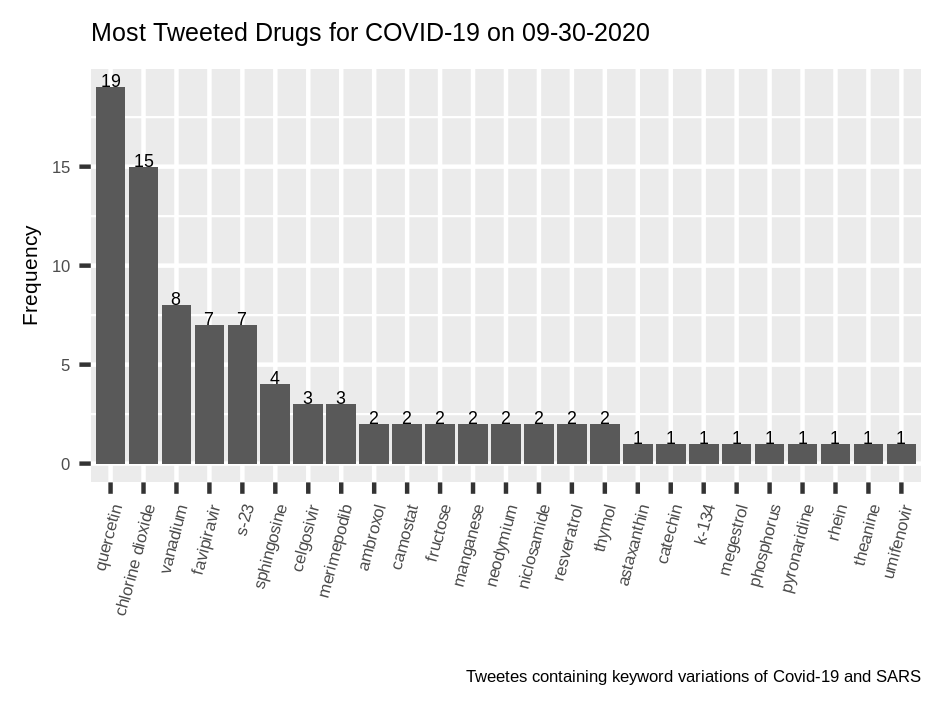 Most Tweeted Drugs for COVID-19 on 09-30-2020
Frequency
15
10
5
0
19
15
8
7
7
4
3
3
2
2
2
2
2
2
2
2
1
1
1
1
1
1
1
1
1
quercetin
chlorine dioxide
vanadium
favipiravir
s-23
sphingosine
celgosivir
merimepodib
ambroxol
camostat
fructose
manganese
neodymium
niclosamide
resveratrol
thymol
astaxanthin
catechin
k-134
megestrol
phosphorus
pyronaridine
rhein
theanine
umifenovir
Tweetes containing keyword variations of Covid-19 and SARS